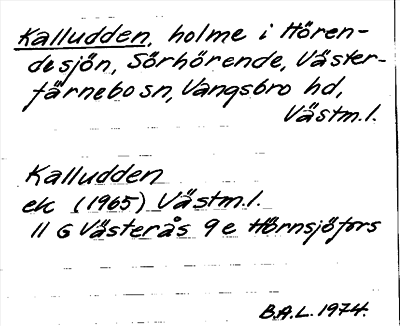 Kalludden, holme i Hören-
desjön, Sörhörende, Väster-
färnebo sn, Vangsbro hd,
Västm.l.
Kalludden
ek (1965) Västm.l.
11 G Västerås 9 e Hörnsjöfors
B.A.L. 1974.